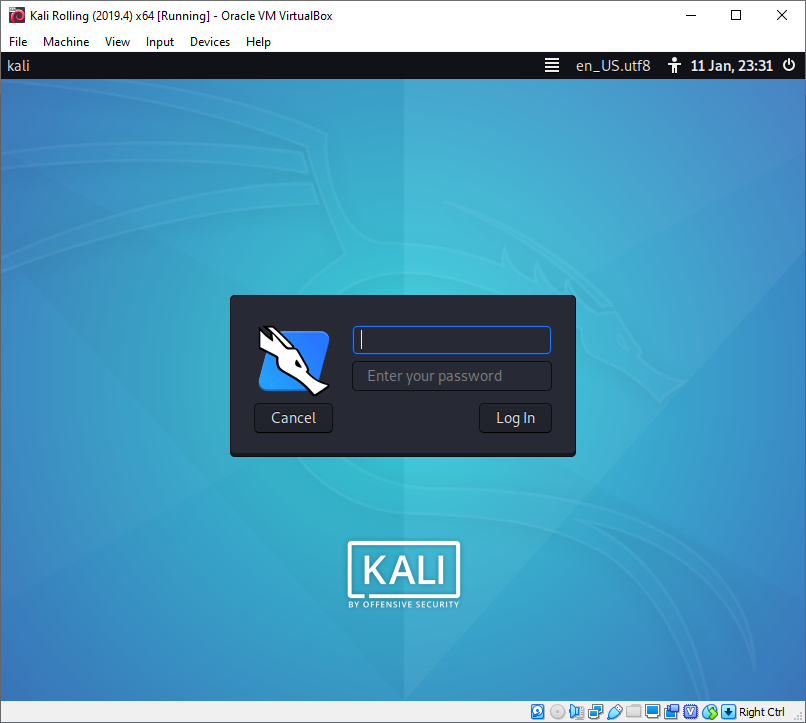 Kali Rolling (2019.4) x64 [Running] - Oracle VM VirtualBox
File Machine View Input Devices Help
kali en_US.utf8 11 Jan, 23:31
Enter your password
Cancel Log In
KALI
BY OFFENSIVE SECURITY
Right Ctrl